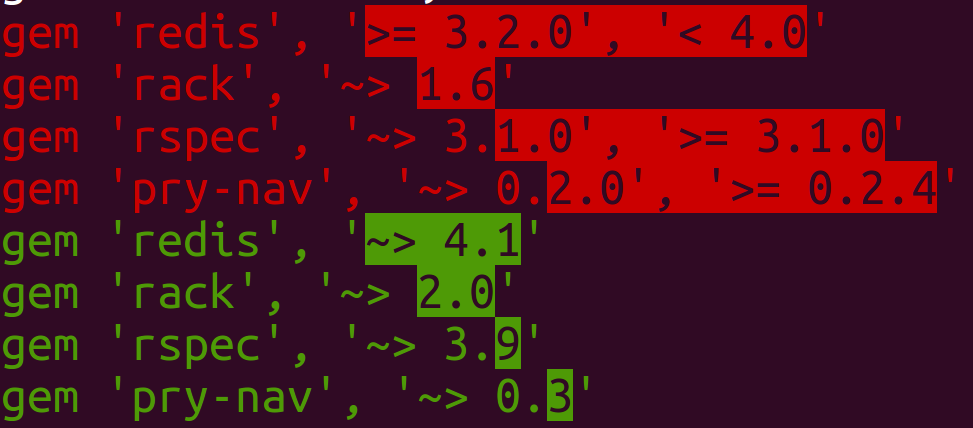 gem 'redis', '>= 3.2.0', '< 4.0'
gem 'rack', '~> 1.6'
gem 'rspec', '~> 3.1.0', '>= 3.1.0'
gem 'pry-nav', '~> 0.2.0', '>= 0.2.4'
gem 'redis', '~> 4.1'
gem 'rack', '~> 2.0'
gem 'rspec', '~> 3.9'
gem 'pry-nav', '~> 0.3'